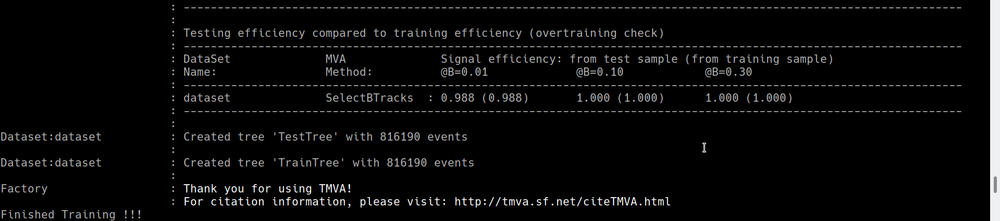 : -------------------------------------------------------------------------------------------------------------------
:
: Testing efficiency compared to training efficiency (overtraining check)
: -------------------------------------------------------------------------------------------------------------------
: DataSet              MVA              Signal efficiency: from test sample (from training sample)
: Name:                Method:          @B=0.01             @B=0.10            @B=0.30
: -------------------------------------------------------------------------------------------------------------------
: dataset              SelectBTracks  : 0.988 (0.988)       1.000 (1.000)      1.000 (1.000)
: -------------------------------------------------------------------------------------------------------------------
:
Dataset:dataset          : Created tree 'TestTree' with 816190 events
:
Dataset:dataset          : Created tree 'TrainTree' with 816190 events
:
Factory                  : Thank you for using TMVA!
: For citation information, please visit: http://tmva.sf.net/citeTMVA.html
Finished Training !!!